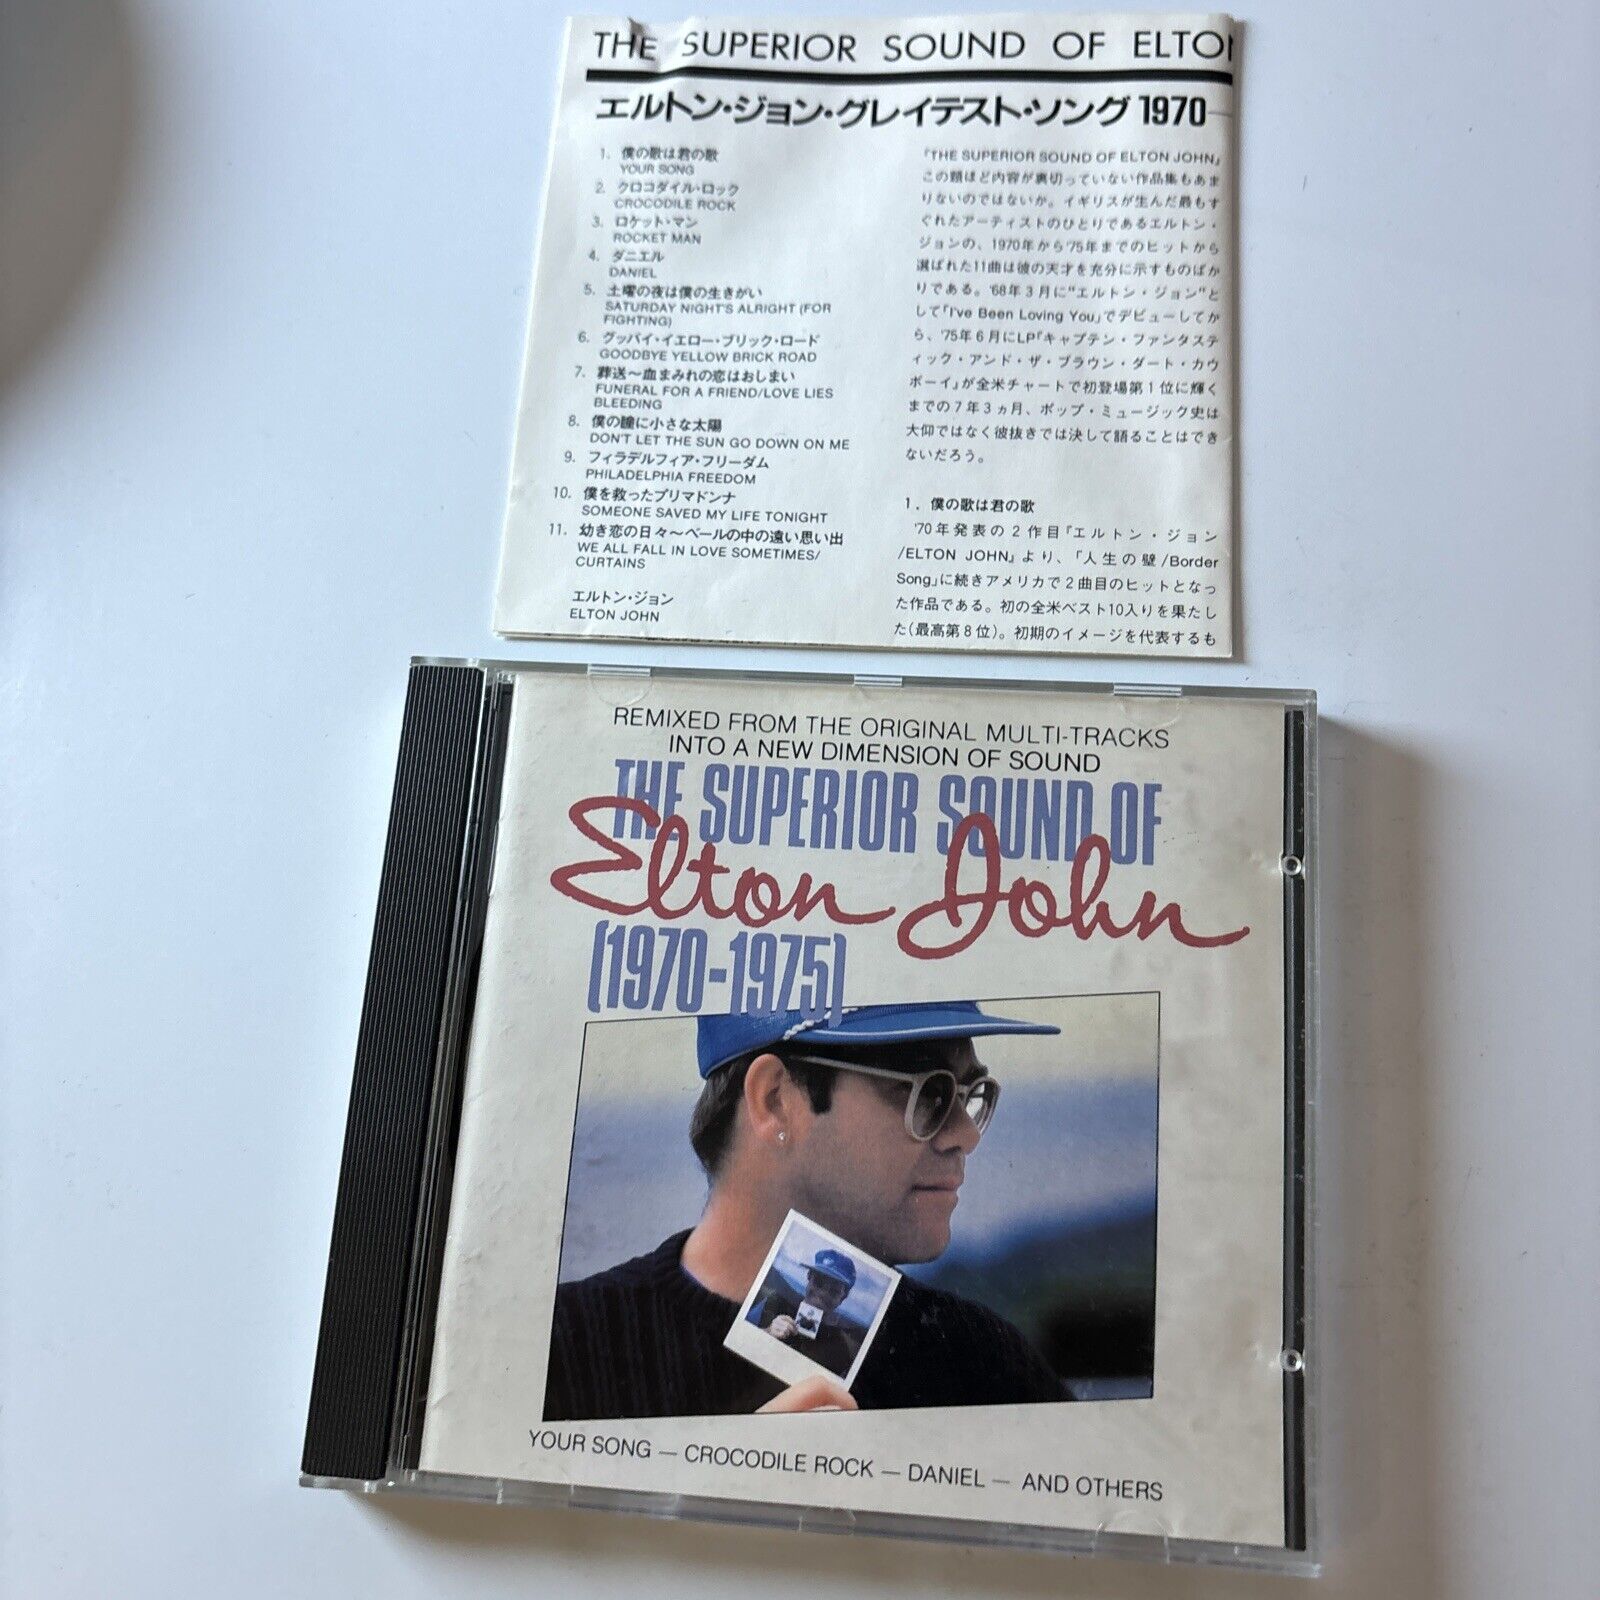 THE SUPERIOR SOUND OF ELTON
エルトン・ジョン・グレイテスト・ソング 1970-
1. 僕の歌は君の歌
YOUR SONG
2. クロコダイル・ロック
CROCODILE ROCK
3. ロケット・マン
ROCKET MAN
4. ダニエル
DANIEL
5. 土曜の夜は僕の生きがい
SATURDAY NIGHT'S ALRIGHT (FOR
FIGHTING)
6. グッバイ・イエロー・ブリック・ロード
GOODBYE YELLOW BRICK ROAD
7. 葬送〜血まみれの恋はおしまい
FUNERAL FOR A FRIEND/LOVE LIES
BLEEDING
8. 僕の瞳に小さな太陽
DON'T LET THE SUN GO DOWN ON ME
9. フィラデルフィア・フリーダム
PHILADELPHIA FREEDOM
10. 僕を救ったプリマドンナ
SOMEONE SAVED MY LIFE TONIGHT
11. 幼き恋の日々〜ベールの中の遠い思い出
WE ALL FALL IN LOVE SOMETIMES/
CURTAINS
エルトン・ジョン
ELTON JOHN
『THE SUPERIOR SOUND OF ELTON JOHN』
この題ほど内容が裏切っていない作品集もあま
りないのではないか。イギリスが生んだ最もす
ぐれたアーティストのひとりであるエルトン・
ジョンの、1970年から'75年までのヒットから
選ばれた11曲は彼の天才を充分に示すものばか
りである。'68年3月に"エルトン・ジョン"と
して「I've Been Loving You」でデビューしてか
ら、'75年6月にLP『キャプテン・ファンタステ
ィック・アンド・ザ・ブラウン・ダート・カウ
ボーイ』が全米チャートで初登場第1位に輝く
までの7年3ヵ月、ポップ・ミュージック史は
大仰ではなく彼抜きでは決して語ることはでき
ないだろう。
1. 僕の歌は君の歌
'70年発表の2作目『エルトン・ジョン
/ELTON JOHN』より、「人生の壁/Border
Song」に続きアメリカで2曲目のヒットとなっ
た作品である。初の全米ベスト10入りを果たし
た(最高第8位)。初期のイメージを代表するも
REMIXED FROM THE ORIGINAL MULTI-TRACKS
INTO A NEW DIMENSION OF SOUND
THE SUPERIOR SOUND OF
Elton John
(1970-1975)
YOUR SONG — CROCODILE ROCK — DANIEL — AND OTHERS